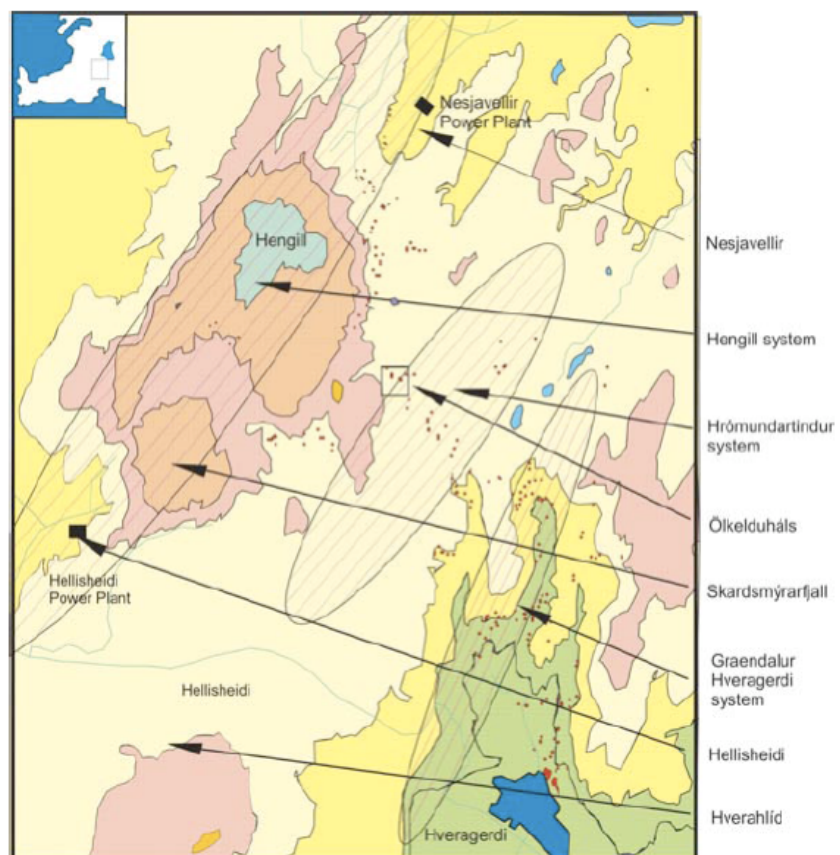 Nesjavellir
Power Plant
Hengill
Nesjavellir
Hengill system
Hrómundartindur
system
Ölkelduháls
Skardsmýrarfjall
Hellisheidi
Power Plant
Graendalur
Hveragerdi
system
Hellisheidi
Hellisheidi
Hverahlíd
Hveragerdi